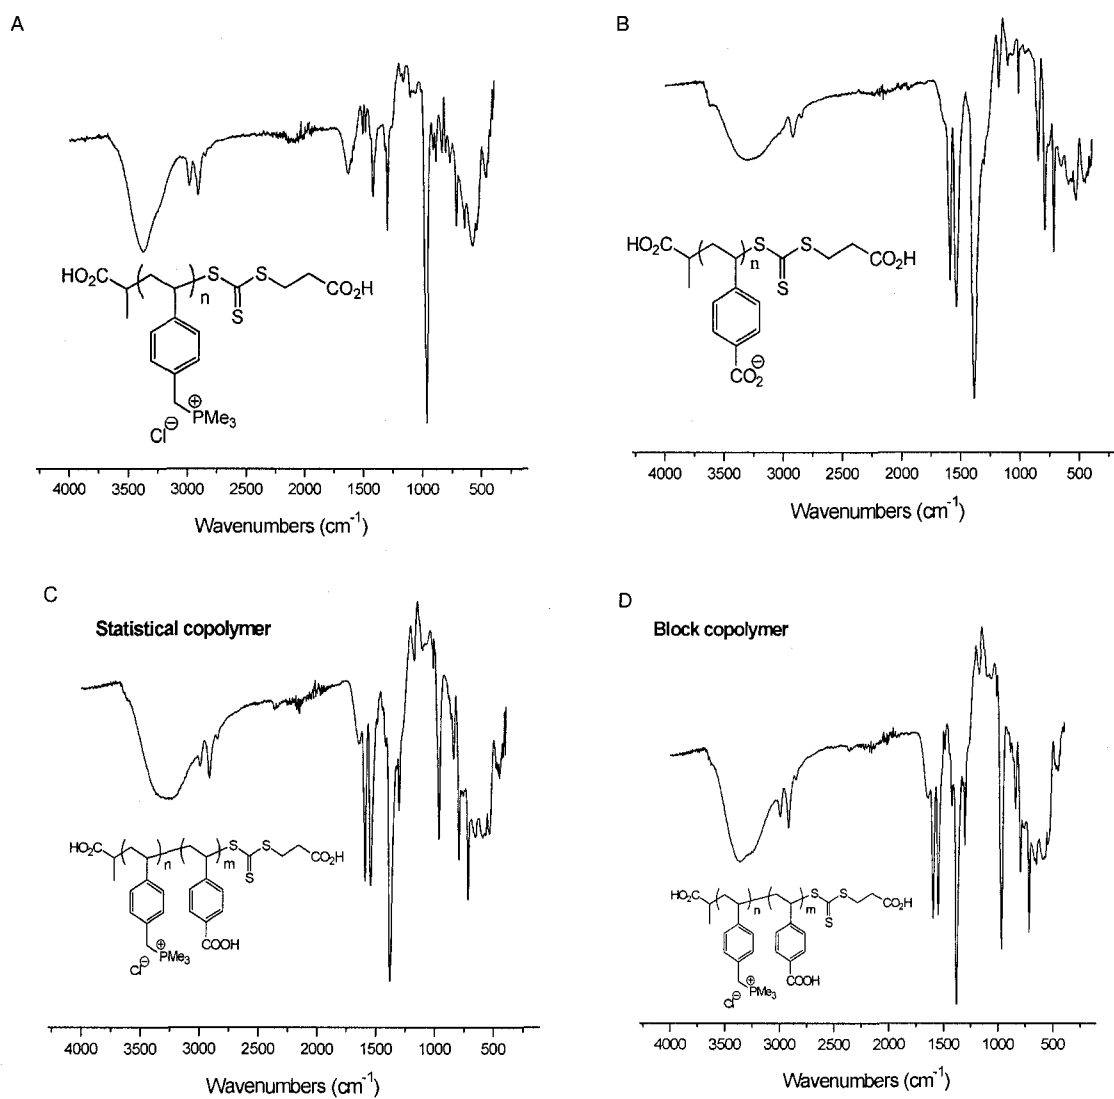 A
HO₂C
(
)
n
S
S
S
CO₂H
PMe₃
⊕
Cl⊖
4000 3500 3000 2500 2000 1500 1000 500
Wavenumbers (cm⁻¹)
B
HO₂C
(
)
n
S
S
S
CO₂H
CO₂⊖
4000 3500 3000 2500 2000 1500 1000 500
Wavenumbers (cm⁻¹)
C
Statistical copolymer
HO₂C
(
)
n
(
)
m
S
S
S
CO₂H
COOH
⊕
PMe₃
Cl⊖
4000 3500 3000 2500 2000 1500 1000 500
Wavenumbers (cm⁻¹)
D
Block copolymer
HO₂C
(
)
n
(
)
m
S
S
S
CO₂H
COOH
⊕
PMe₃
Cl⊖
4000 3500 3000 2500 2000 1500 1000 500
Wavenumbers (cm⁻¹)